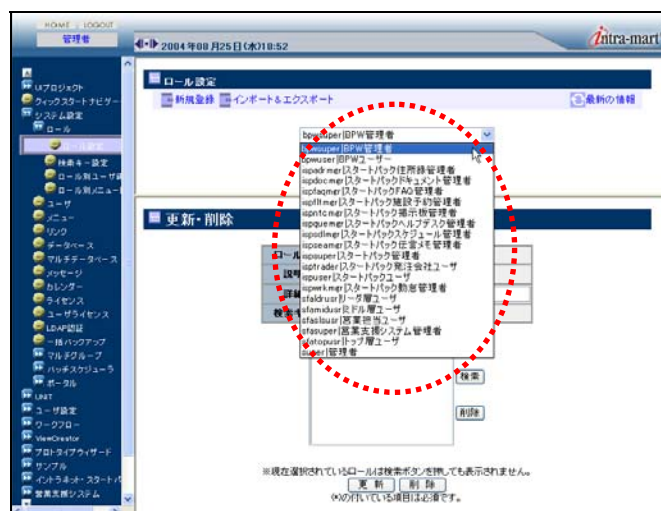 HOME | LOGOUT
管理者
2004年08月25日(水)18:52
intra-mart
ロール設定
新規登録
インポート&エクスポート
最新の情報
bpwsuper|BPW管理者
bpwsuper|BPW管理者
bpwuser|BPWユーザー
ispadrmgr|スタートパック住所録管理者
ispdocmgr|スタートパックドキュメント管理者
ispfaqmgr|スタートパックFAQ管理者
ispfltmgr|スタートパック施設予約管理者
ispntcmgr|スタートパック掲示板管理者
ispquemgr|スタートパックヘルプデスク管理者
ispsdlmgr|スタートパックスケジュール管理者
ispseamgr|スタートパック伝言メモ管理者
ispsuper|スタートパック管理者
isptrader|スタートパック発注会社ユーザ
ispuser|スタートパックユーザ
ispwrkmgr|スタートパック勤怠管理者
sfaldrusr|リーダ層ユーザ
sfamidusr|ミドル層ユーザ
sfaslsusr|営業担当ユーザ
sfasuper|営業支援システム管理者
sfatopusr|トップ層ユーザ
super|管理者
更新・削除
ロール
説明
詳細
検索キ
検索
削除
※現在選択されているロールは検索ボタンを押しても表示されません。
更 新
削 除
(*)の付いている項目は必須です。
UIプロジェクト
クィックスタートナビゲー
システム設定
ロール
ロール設定
検索キー設定
ロール別ユーザ
ロール別メニュー
ユーザ
メニュー
リンク
データベース
マルチデータベース
メッセージ
カレンダー
ライセンス
ユーザライセンス
LDAP認証
一括バックアップ
マルチグループ
バッチスケジューラ
ポータル
UNIT
ユーザ設定
ワークフロー
ViewCreator
プロトタイプウィザード
サンプル
イントラネット・スタートパ
営業支援システム